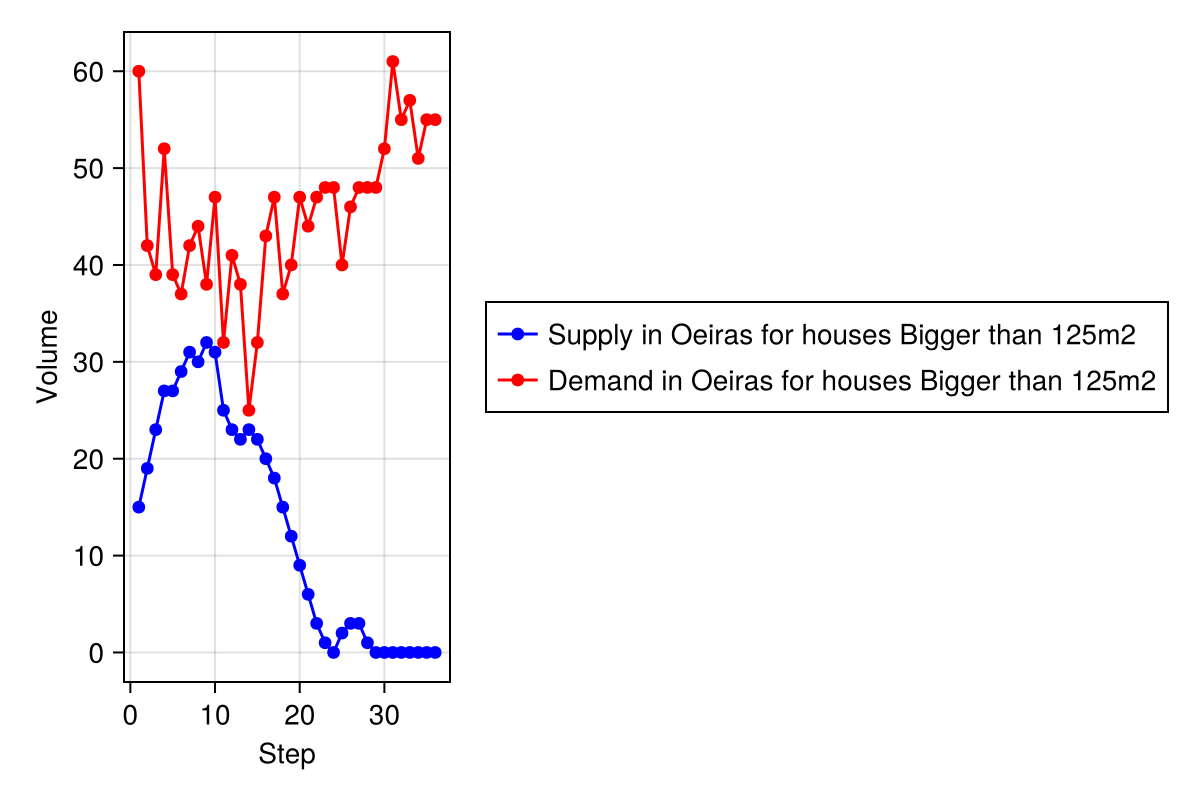 60
50
40
30
20
10
0
Volume
0 10 20 30
Step
Supply in Oeiras for houses Bigger than 125m2
Demand in Oeiras for houses Bigger than 125m2